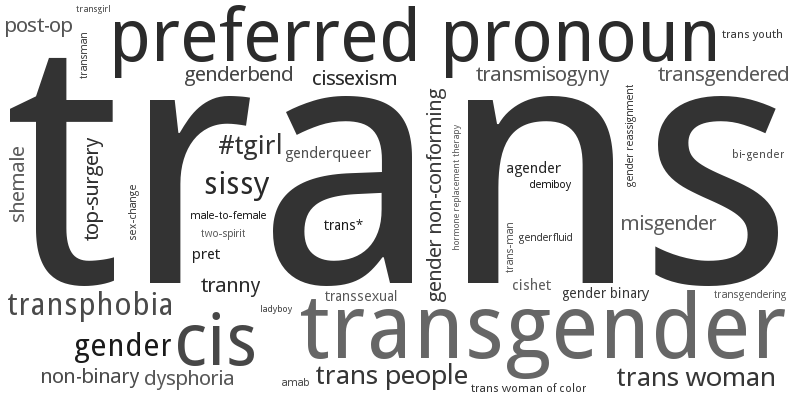 transgirl
post-op
transman
preferred pronoun
trans youth
genderbend
cissexism
transmisogyny
transgendered
trans
shemale
top-surgery
sex-change
#tgirl
genderqueer
sissy
male-to-female
two-spirit
pret
tranny
trans*
gender non-conforming
hormone replacement therapy
agender
demiboy
trans-man
genderfluid
gender reassignment
bi-gender
misgender
cishet
gender binary
transgendering
transsexual
transphobia
ladyboy
transgender
gender
cis
non-binary
dysphoria
amab
trans people
trans woman of color
trans woman